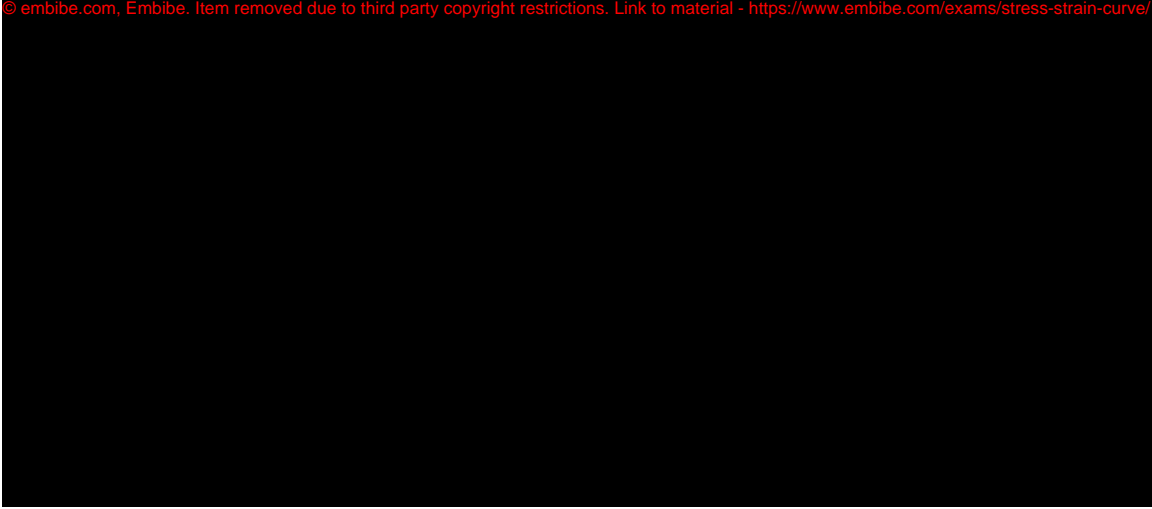 © embibe.com, Embibe. Item removed due to third party copyright restrictions. Link to material - https://www.embibe.com/exams/stress-strain-curve/